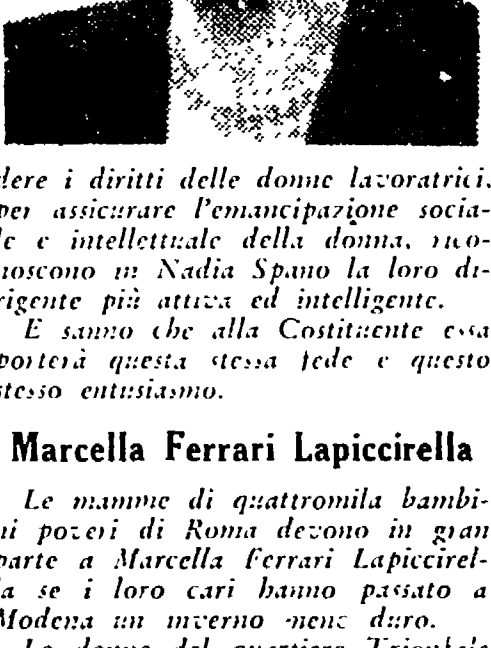 dere i diritti delle donne lavoratrici.
per assicurare l'emancipazione socia-
le e intellettuale della donna, rico-
noscono in Nadia Spano la loro di-
rigente più attiva ed intelligente.
E sanno che alla Costituente essa
porterà questa stessa fede e questo
stesso entusiasmo.
Marcella Ferrari Lapiccirella
Le mamme di quattromila bambi-
ni poveri di Roma devono in gran
parte a Marcella Ferrari Lapiccirel-
la se i loro cari hanno passato a
Modena un inverno meno duro.
Le donne del quartiere Trionfale